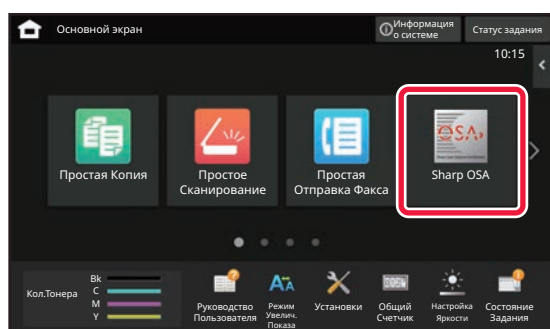 Основной экран
Информация
о системе
Статус задания
10:15
OSA
Простая Копия
Простое
Сканирование
Простая
Отправка Факса
Sharp OSA
Кол.Тонера
Bk
C
M
Y
Руководство
Пользователя
Режим
Увелич.
Показа
Установки
Общий
Счетчик
Настройка
Яркости
Состояние
Задания